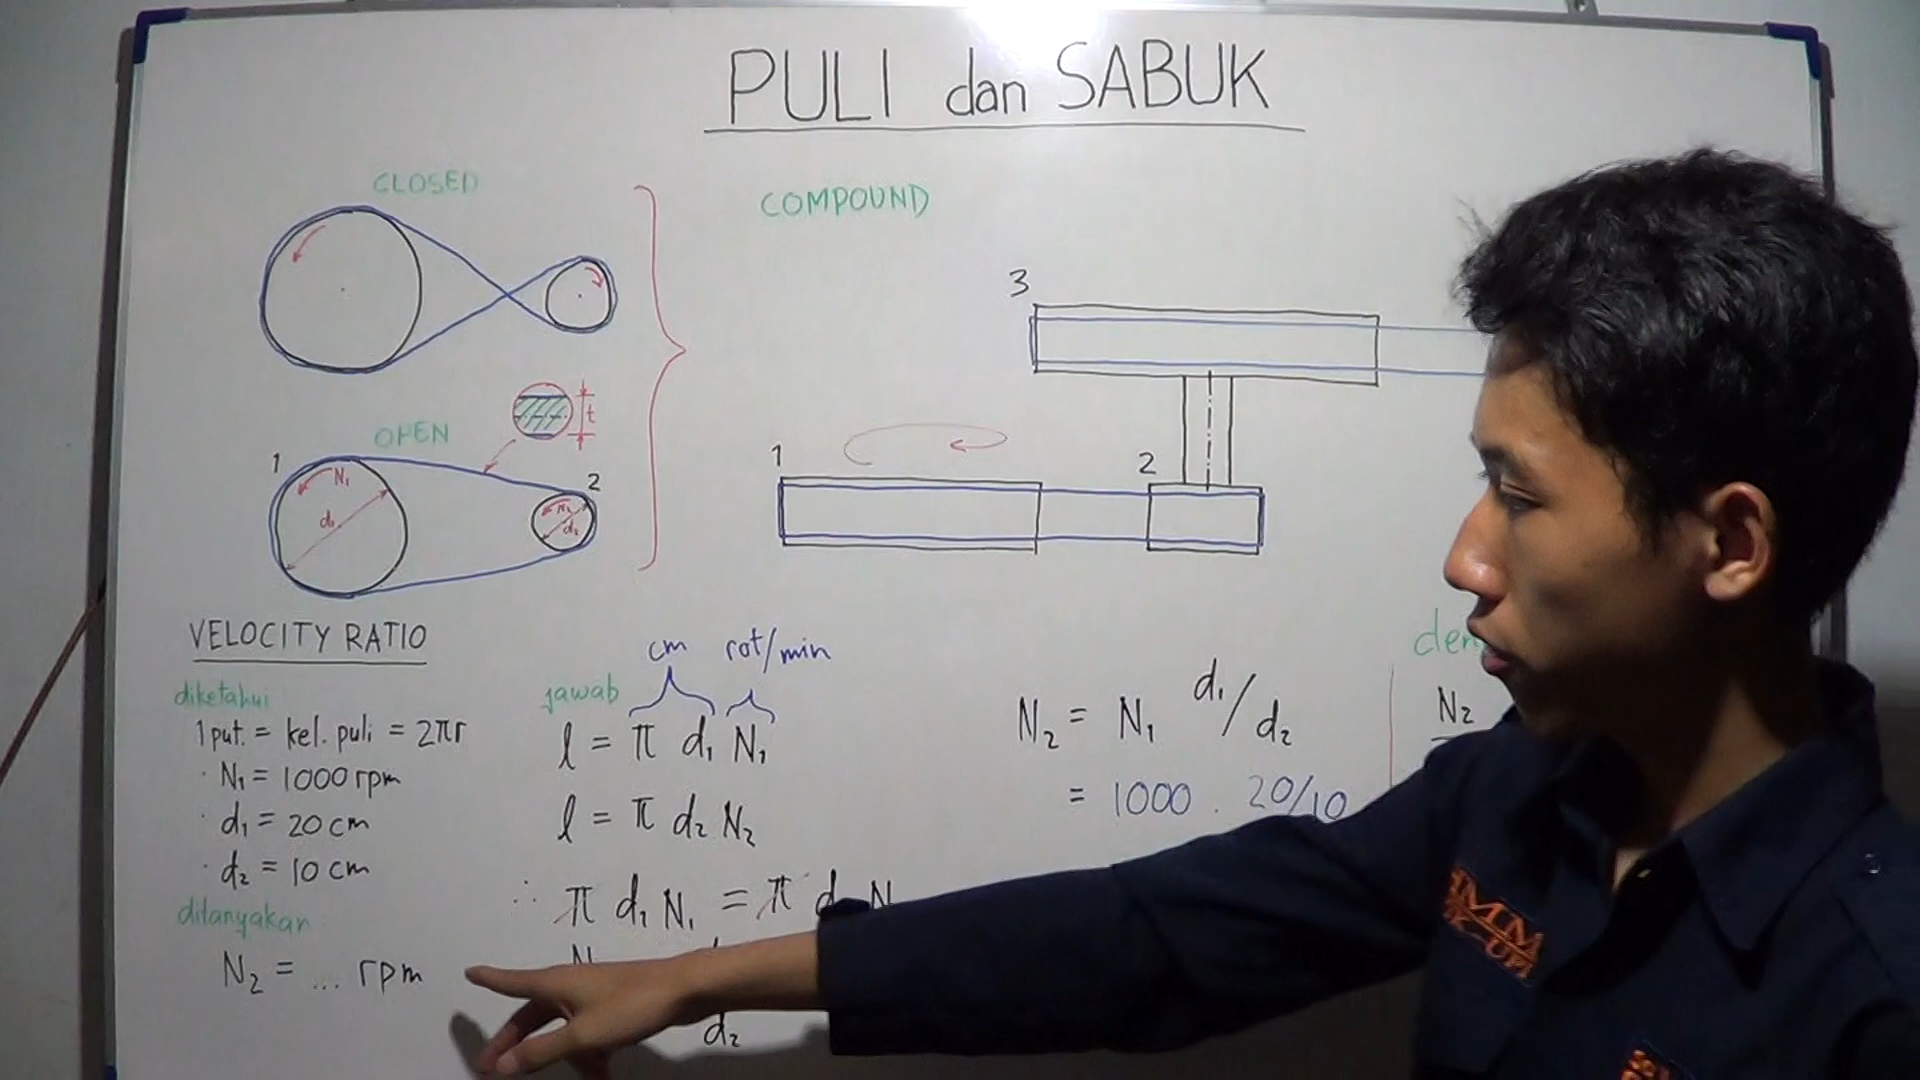 PULI dan SABUK
CLOSED
COMPOUND
3
t
OPEN
1
N₁
d₁
2
N₂
d₂
1
2
VELOCITY RATIO
diketahui
1 put. = kel. puli = 2πr
· N₁ = 1000 rpm
· d₁ = 20 cm
· d₂ = 10 cm
ditanyakan
N₂ = ... rpm
cm rot/min
jawab
l = π d₁ N₁
l = π d₂ N₂
∴ π d₁ N₁ = π d N
d₂
N₂ = N₁ d₁/d₂
= 1000 . 20/10
N₂